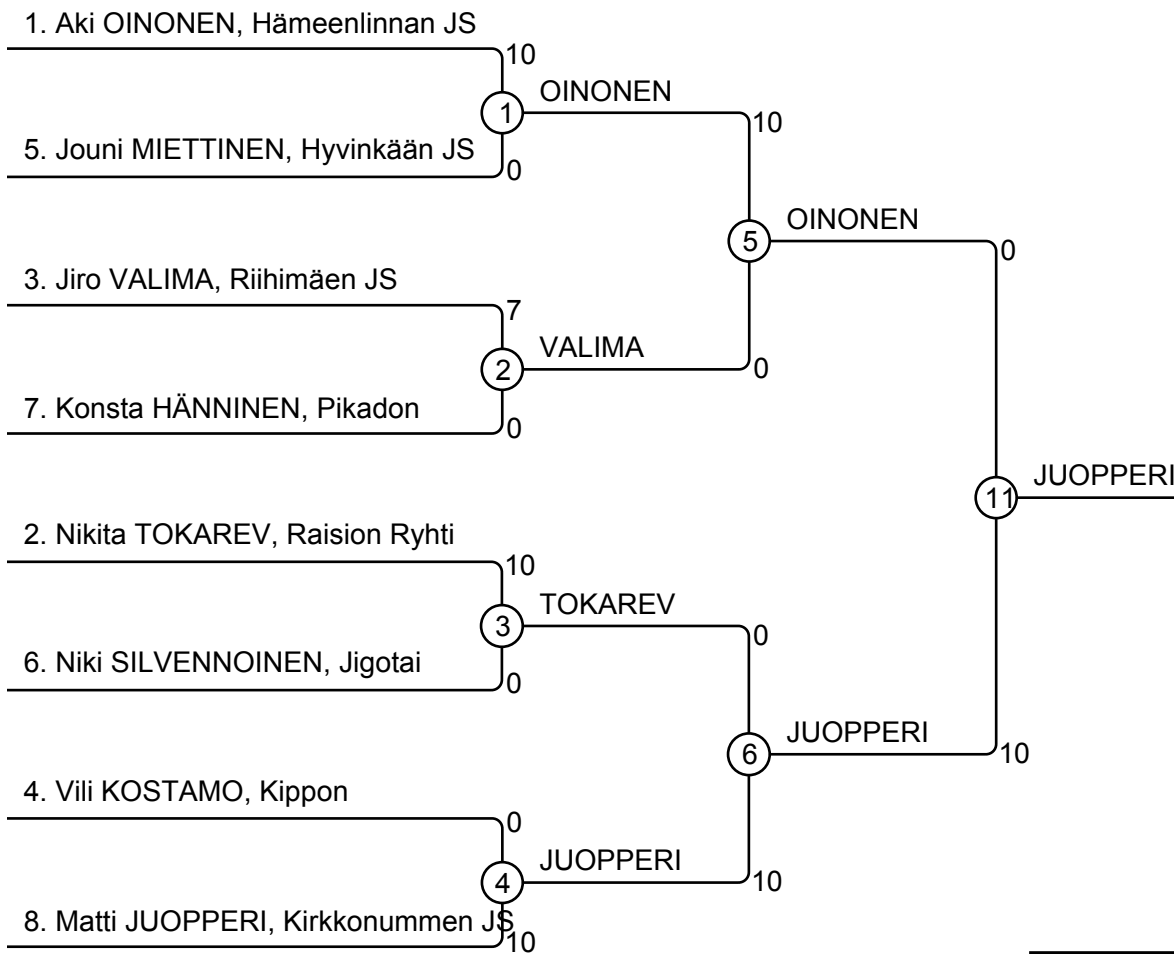 1. Aki OINONEN, Hämeenlinnan JS
10
OINONEN
1
10
5. Jouni MIETTINEN, Hyvinkään JS
0
OINONEN
5
0
3. Jiro VALIMA, Riihimäen JS
7
VALIMA
2
0
7. Konsta HÄNNINEN, Pikadon
0
JUOPPERI
11
2. Nikita TOKAREV, Raision Ryhti
10
TOKAREV
3
0
6. Niki SILVENNOINEN, Jigotai
0
JUOPPERI
6
10
4. Vili KOSTAMO, Kippon
0
JUOPPERI
4
10
8. Matti JUOPPERI, Kirkkonummen JS
10